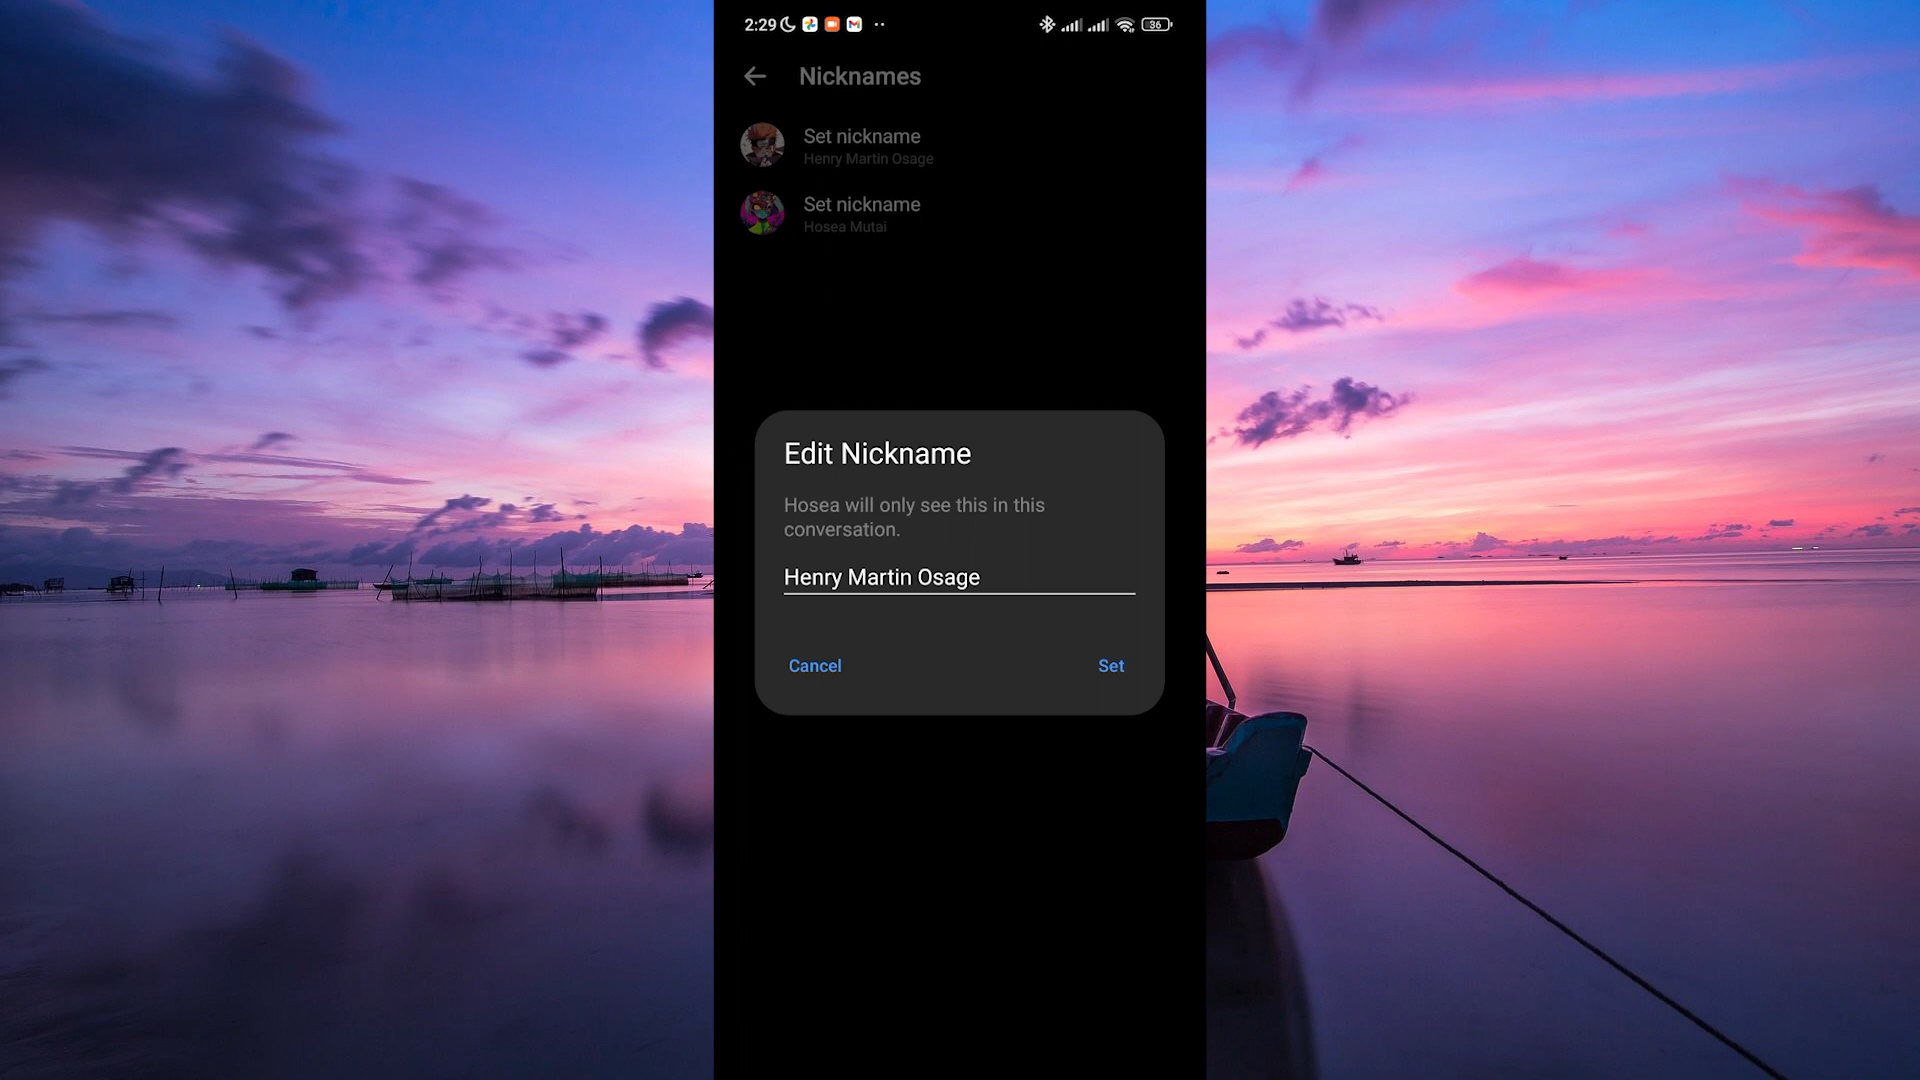 2:29
36
Nicknames
Set nickname
Henry Martin Osage
Set nickname
Hosea Mutai
Edit Nickname
Hosea will only see this in this
conversation.
Henry Martin Osage
Cancel
Set